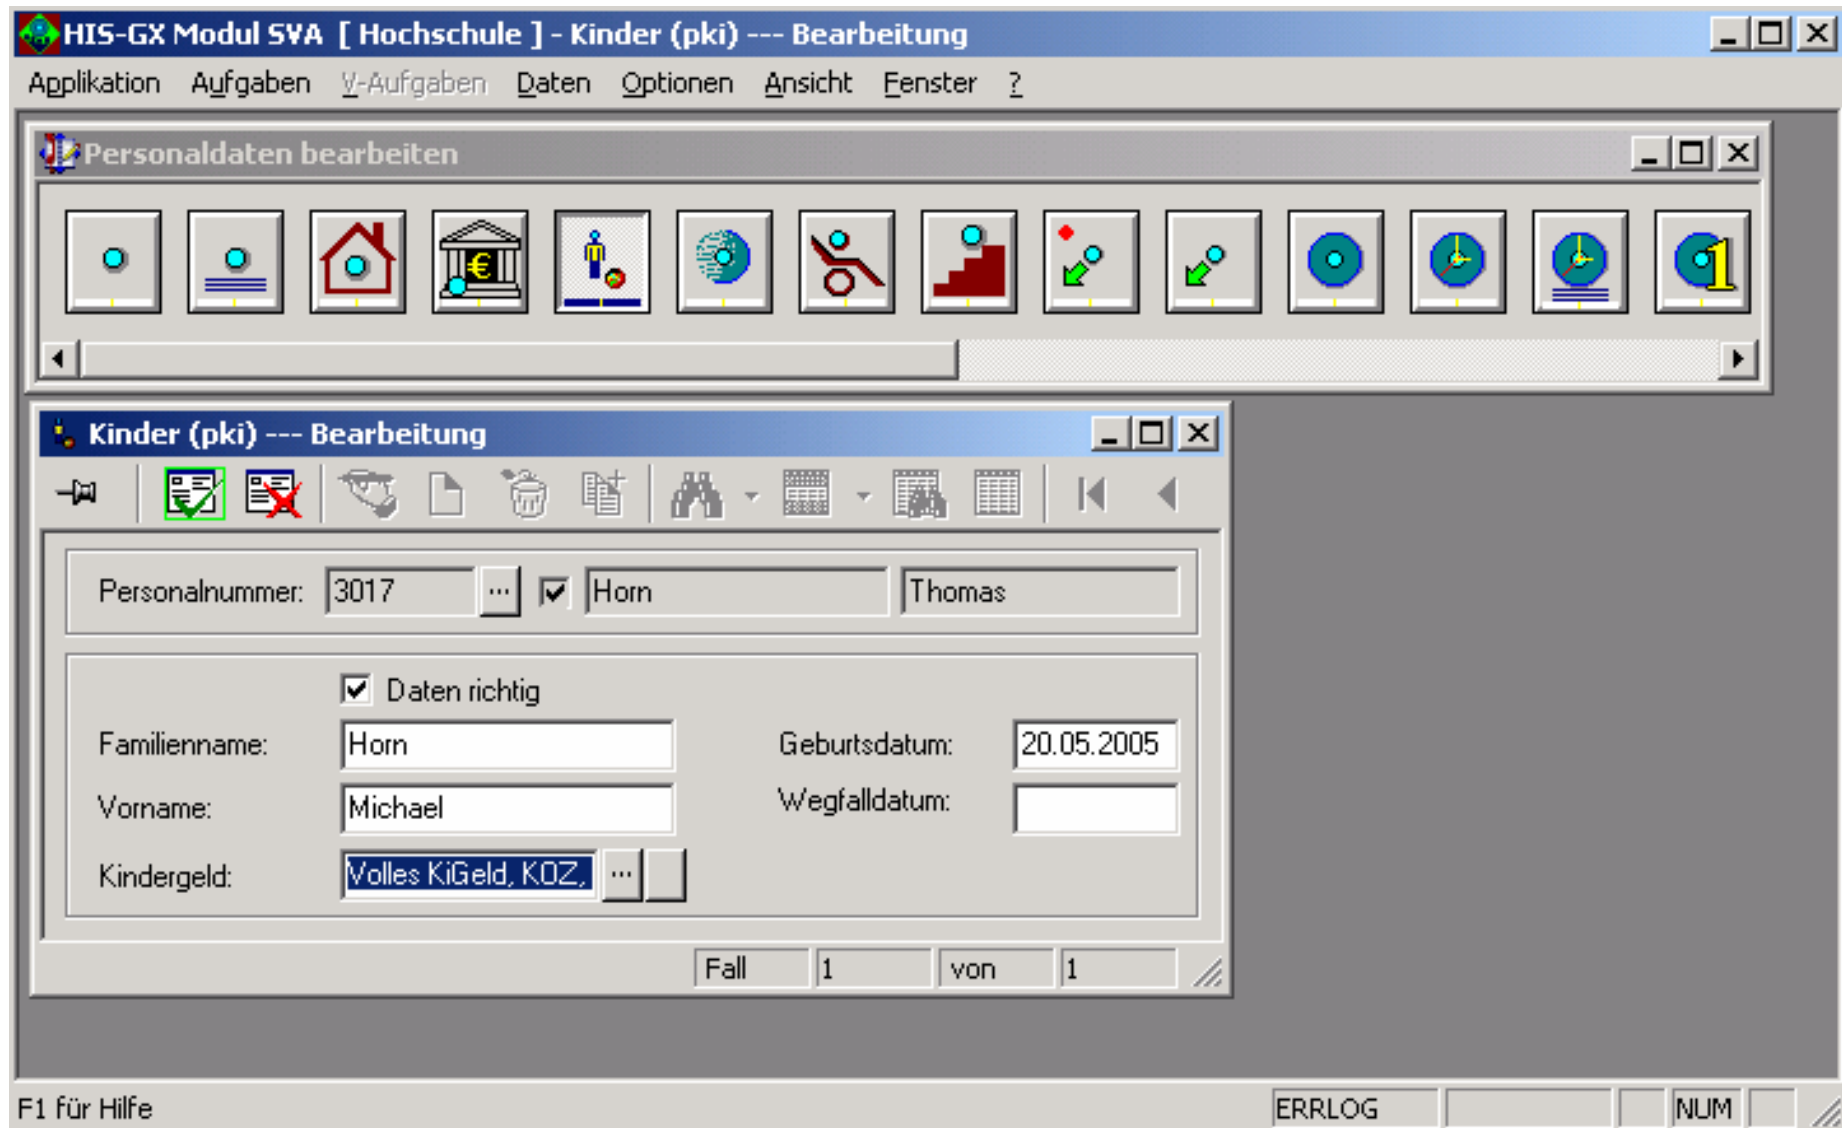 HIS-GX Modul SVA [ Hochschule ] - Kinder (pki) --- Bearbeitung
Applikation Aufgaben V-Aufgaben Daten Optionen Ansicht Fenster ?
Personaldaten bearbeiten
€
1
Kinder (pki) --- Bearbeitung
Personalnummer: 3017 ... Horn Thomas
Daten richtig
Familienname: Horn Geburtsdatum: 20.05.2005
Vorname: Michael Wegfalldatum:
Kindergeld: Volles KiGeld, KOZ, ...
Fall 1 von 1
F1 für Hilfe ERRLOG NUM